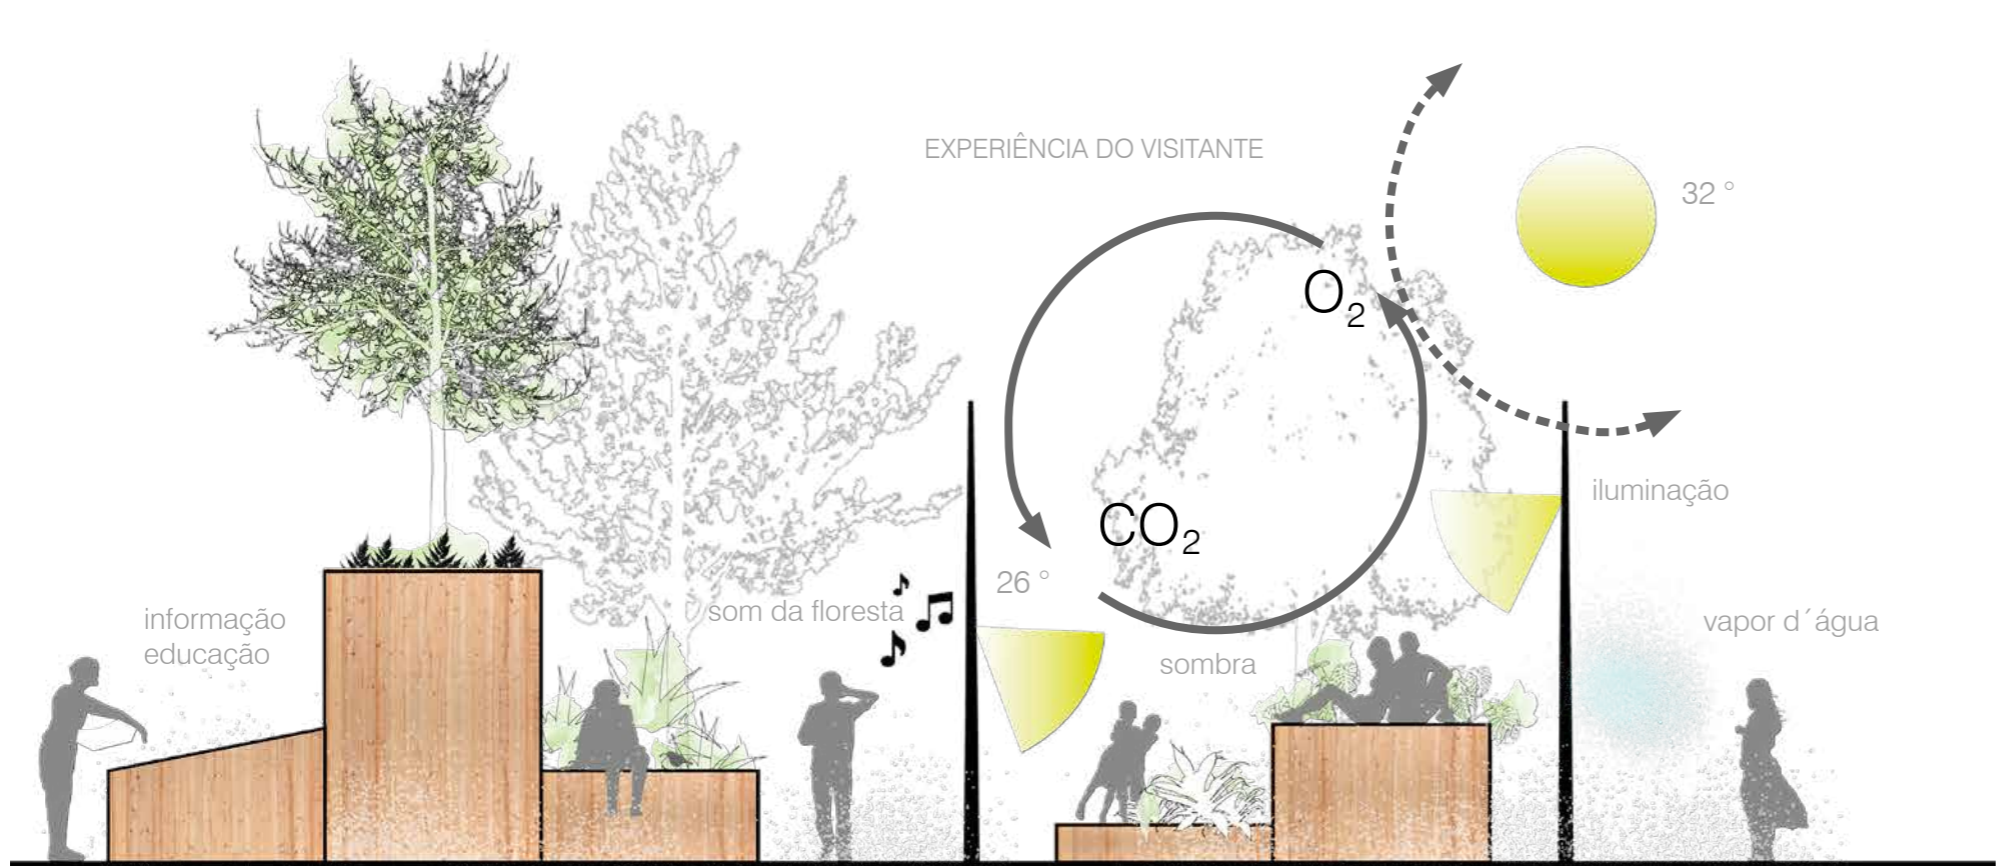 EXPERIÊNCIA DO VISITANTE
32 °
O₂
iluminação
CO₂
26 °
som da floresta
informação
educação
vapor d´água
sombra